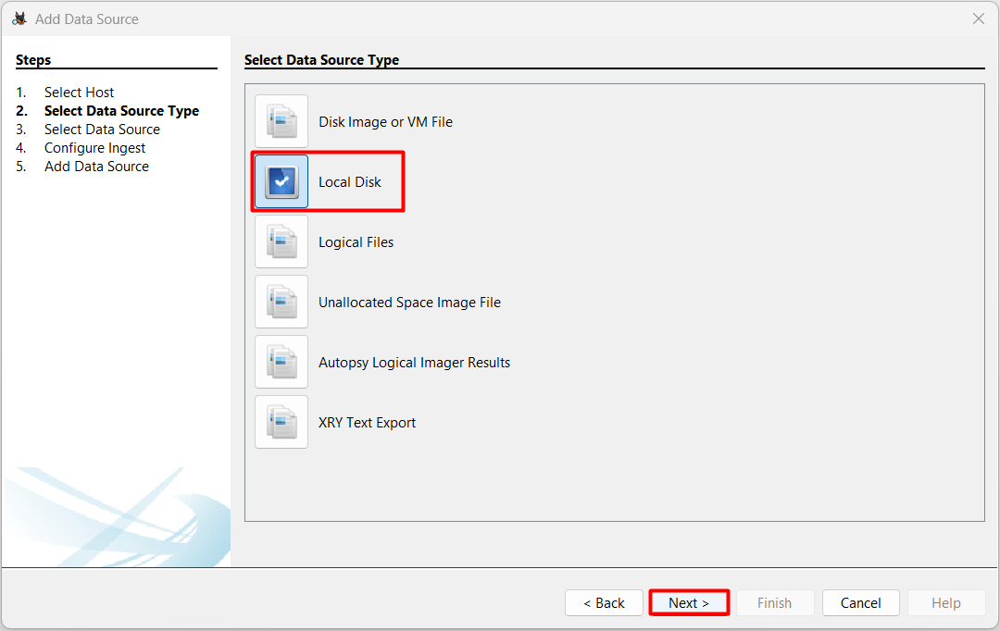 Add Data Source
Steps
1. Select Host
2. Select Data Source Type
3. Select Data Source
4. Configure Ingest
5. Add Data Source
Select Data Source Type
Disk Image or VM File
Local Disk
Logical Files
Unallocated Space Image File
Autopsy Logical Imager Results
XRY Text Export
< Back Next > Finish Cancel Help